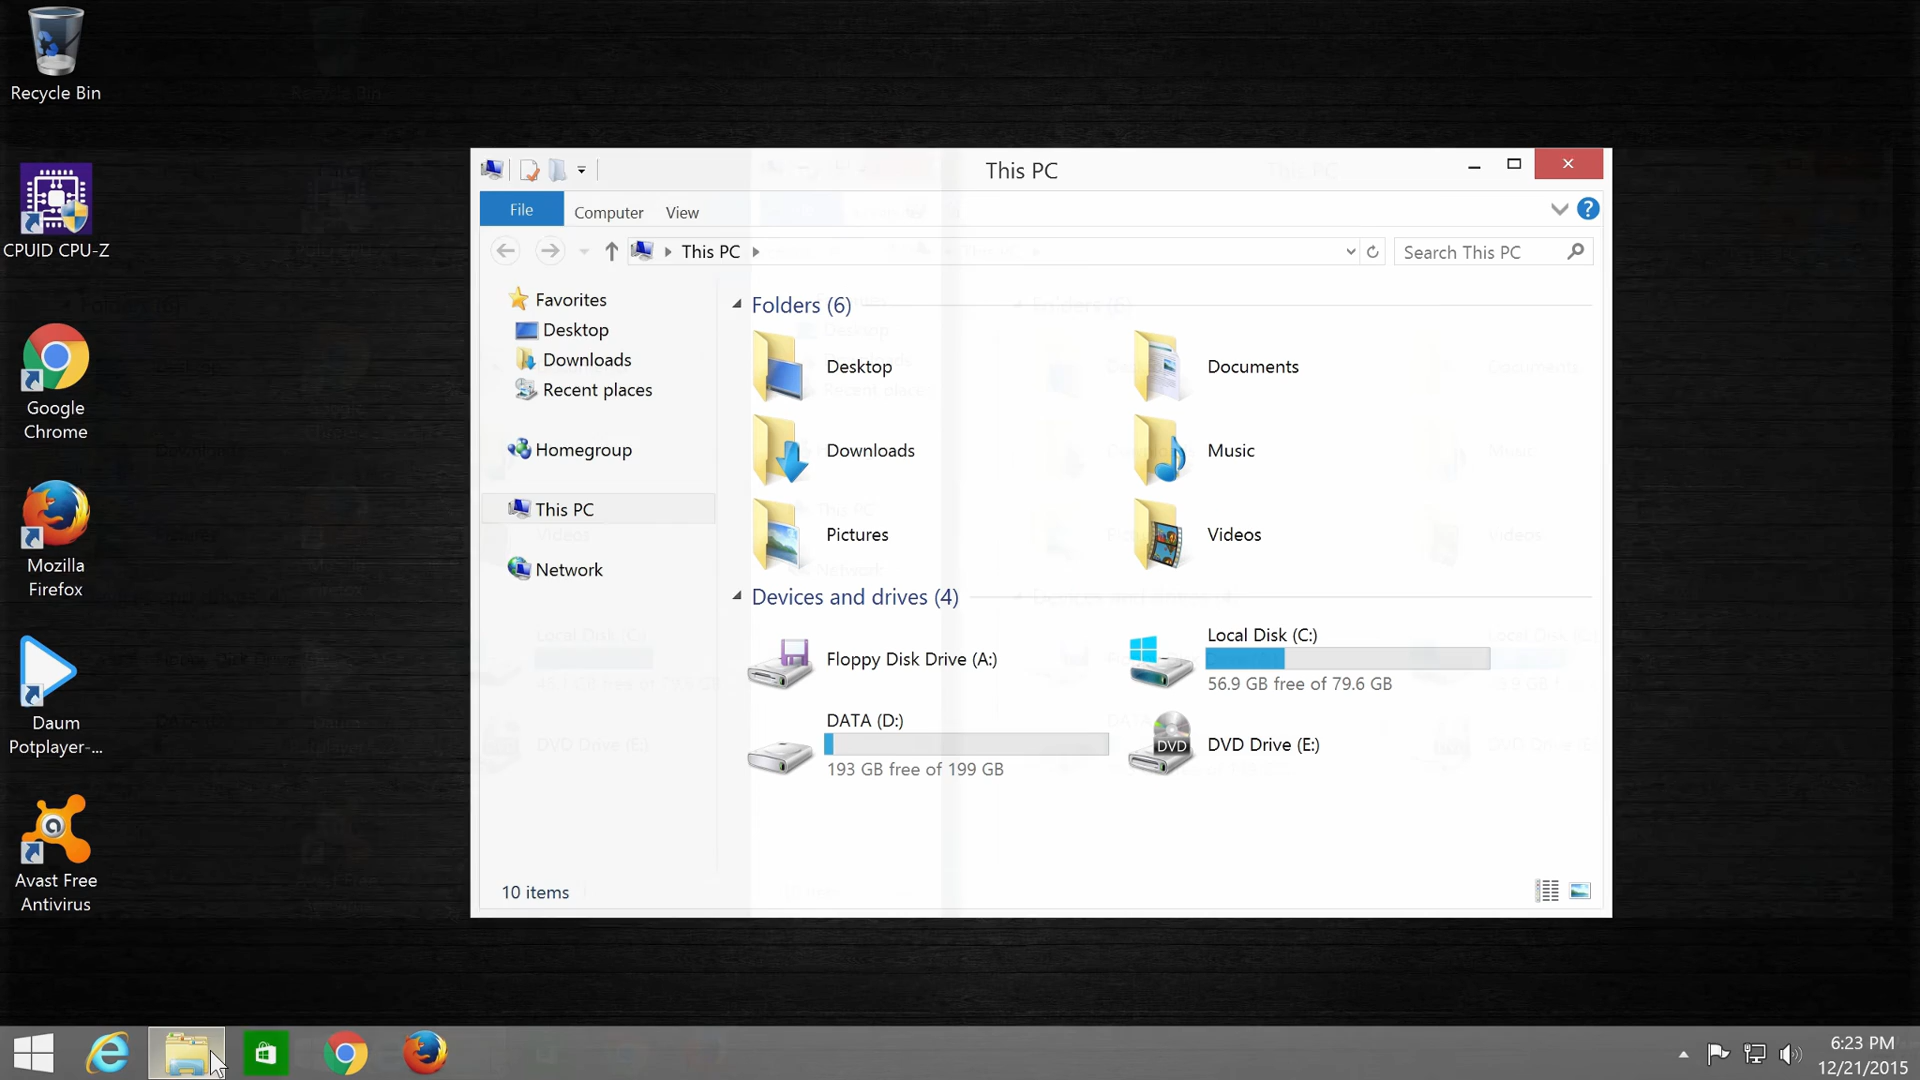 Recycle Bin
CPUID CPU-Z
Google
Chrome
Mozilla
Firefox
Daum
Potplayer-...
Avast Free
Antivirus
This PC
File
Computer
View
This PC
Search This PC
Favorites
Desktop
Downloads
Recent places
Homegroup
This PC
Network
Folders (6)
Desktop
Documents
Downloads
Music
Pictures
Videos
Devices and drives (4)
Floppy Disk Drive (A:)
Local Disk (C:)
56.9 GB free of 79.6 GB
DATA (D:)
193 GB free of 199 GB
DVD
DVD Drive (E:)
10 items
6:23 PM
12/21/2015